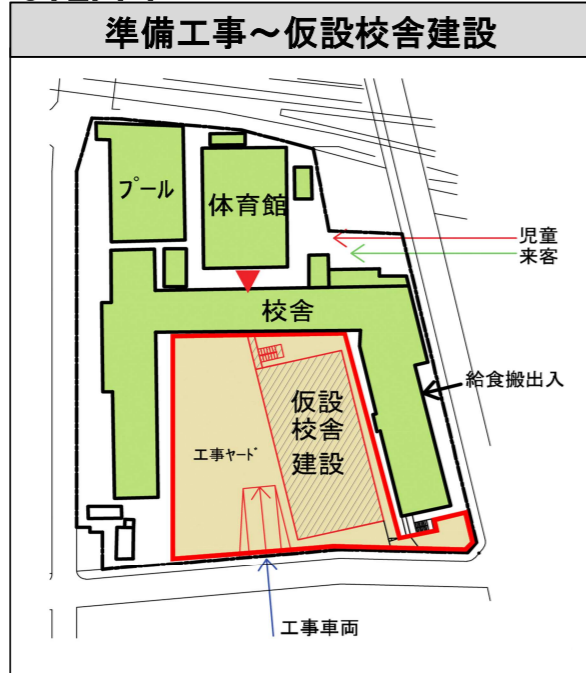 準備工事～仮設校舎建設
プール
体育館
児童
来客
校舎
給食搬出入
仮設
校舎
建設
工事ヤード
工事車両